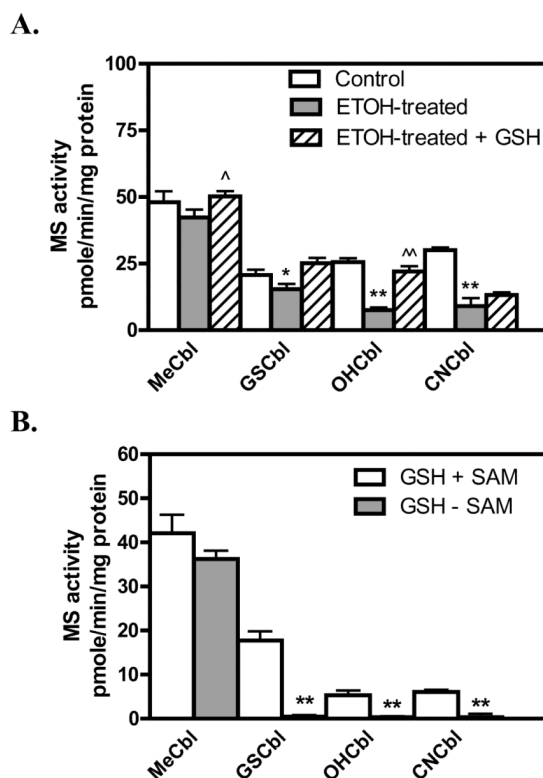 A.
100
75
50
25
0
MS activity
pmole/min/mg protein
Control
ETOH-treated
ETOH-treated + GSH
^
*
**
^^
**
MeCbl
GSCbl
OHCbl
CNCbl
B.
60
50
40
30
20
10
0
MS activity
pmole/min/mg protein
GSH + SAM
GSH - SAM
**
**
**
MeCbl
GSCbl
OHCbl
CNCbl